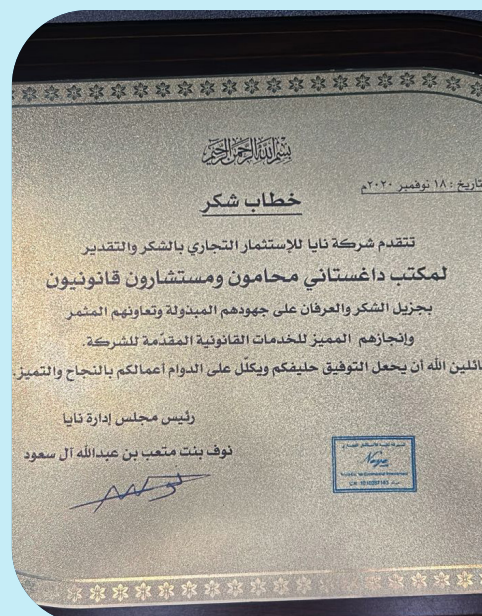 بسم الله الرحمن الرحيم
تاريخ : ١٨ نوفمبر ٢٠٢٠م
خطاب شكر
تتقدم شركة نايا للإستثمار التجاري بالشكر والتقدير
لمكتب داغستاني محامون ومستشارون قانونيون
بجزيل الشكر والعرفان على جهودهم المبذولة وتعاونهم المثمر
وإنجازهم المميز للخدمات القانونية المقدّمة للشركة.
ائلين الله أن يجعل التوفيق حليفكم ويكلّل على الدوام أعمالكم بالنجاح والتميز.
رئيس مجلس إدارة نايا
نوف بنت متعب بن عبدالله آل سعود
Naya